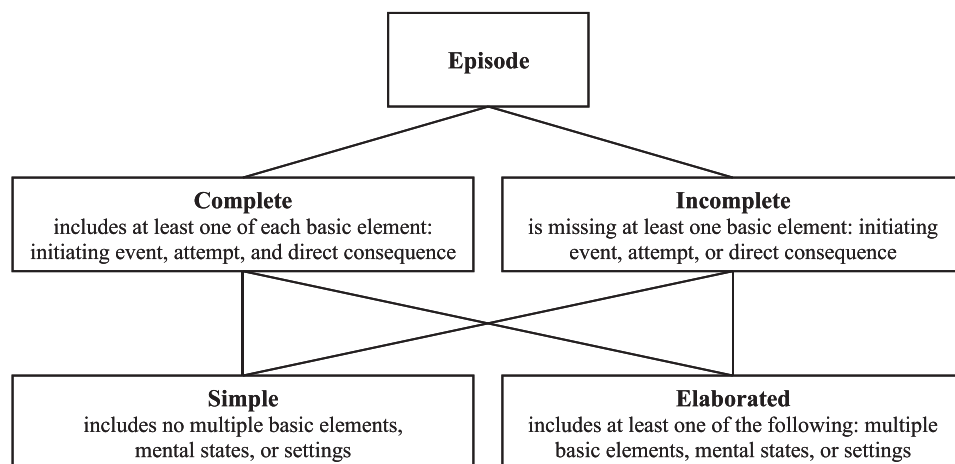 Episode
Complete
includes at least one of each basic element:
initiating event, attempt, and direct consequence
Incomplete
is missing at least one basic element: initiating
event, attempt, or direct consequence
Simple
includes no multiple basic elements,
mental states, or settings
Elaborated
includes at least one of the following: multiple
basic elements, mental states, or settings